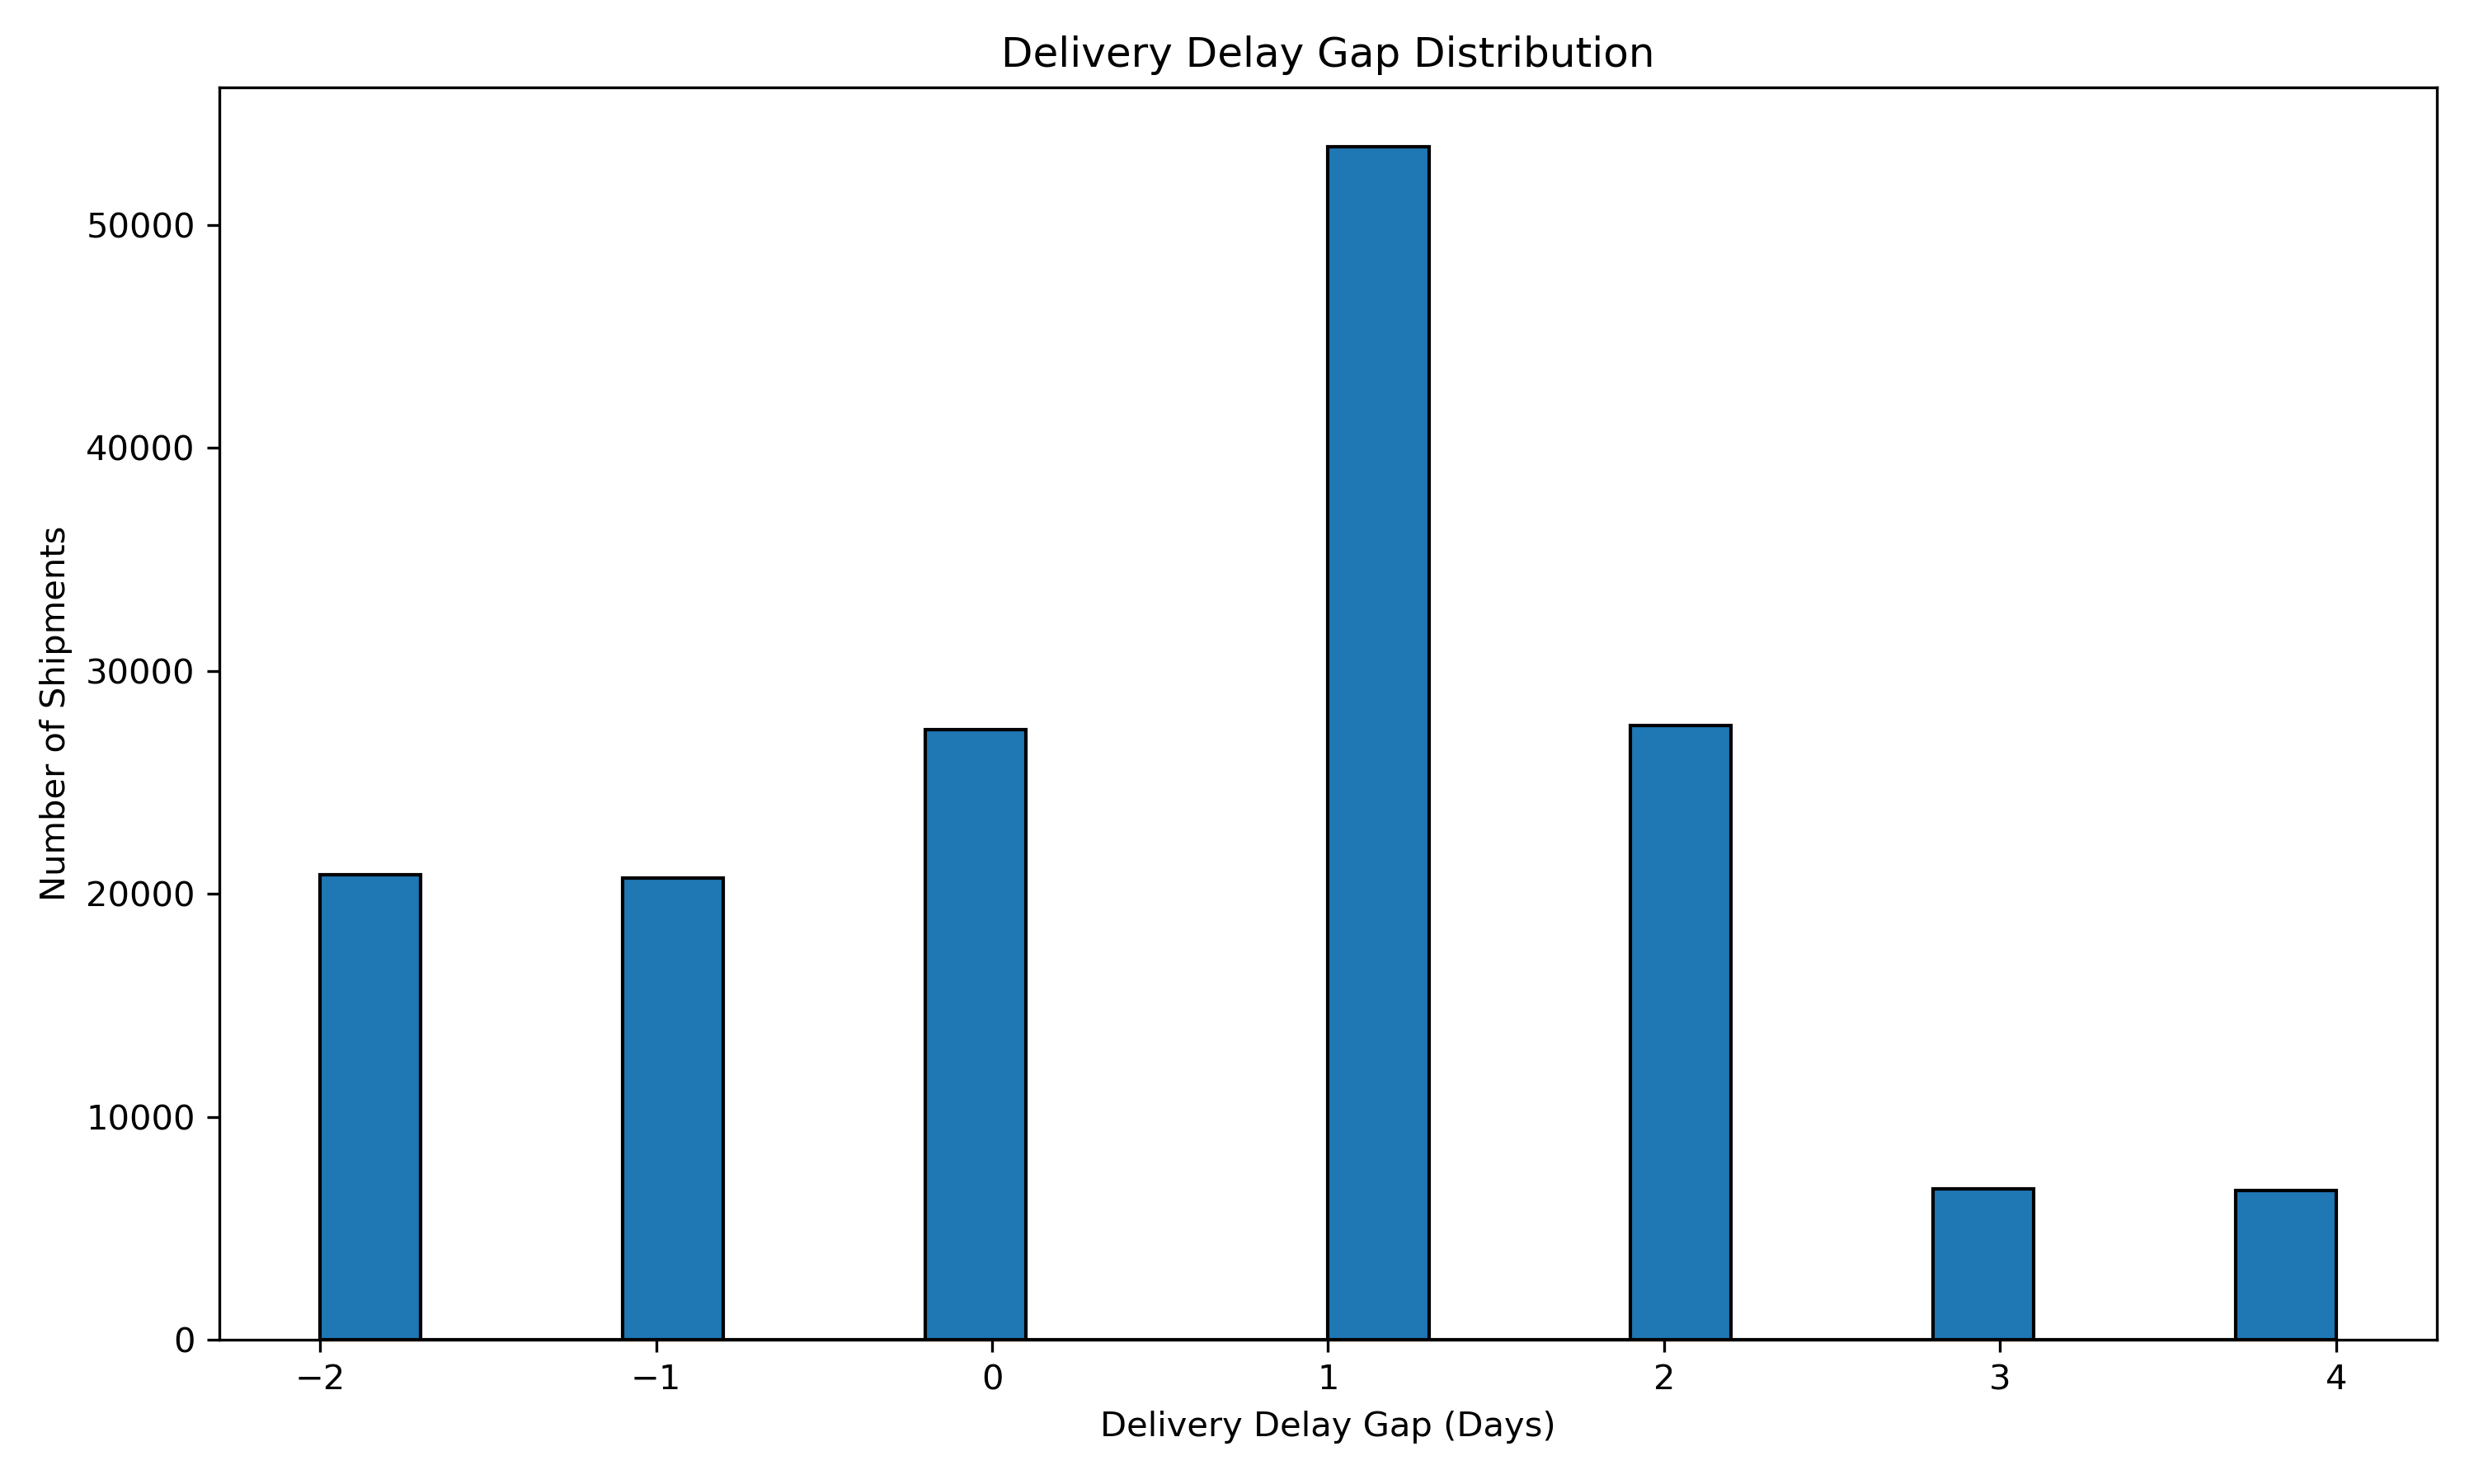 Delivery Delay Gap Distribution
50000
40000
30000
20000
10000
0
Number of Shipments
−2 −1 0 1 2 3 4
Delivery Delay Gap (Days)